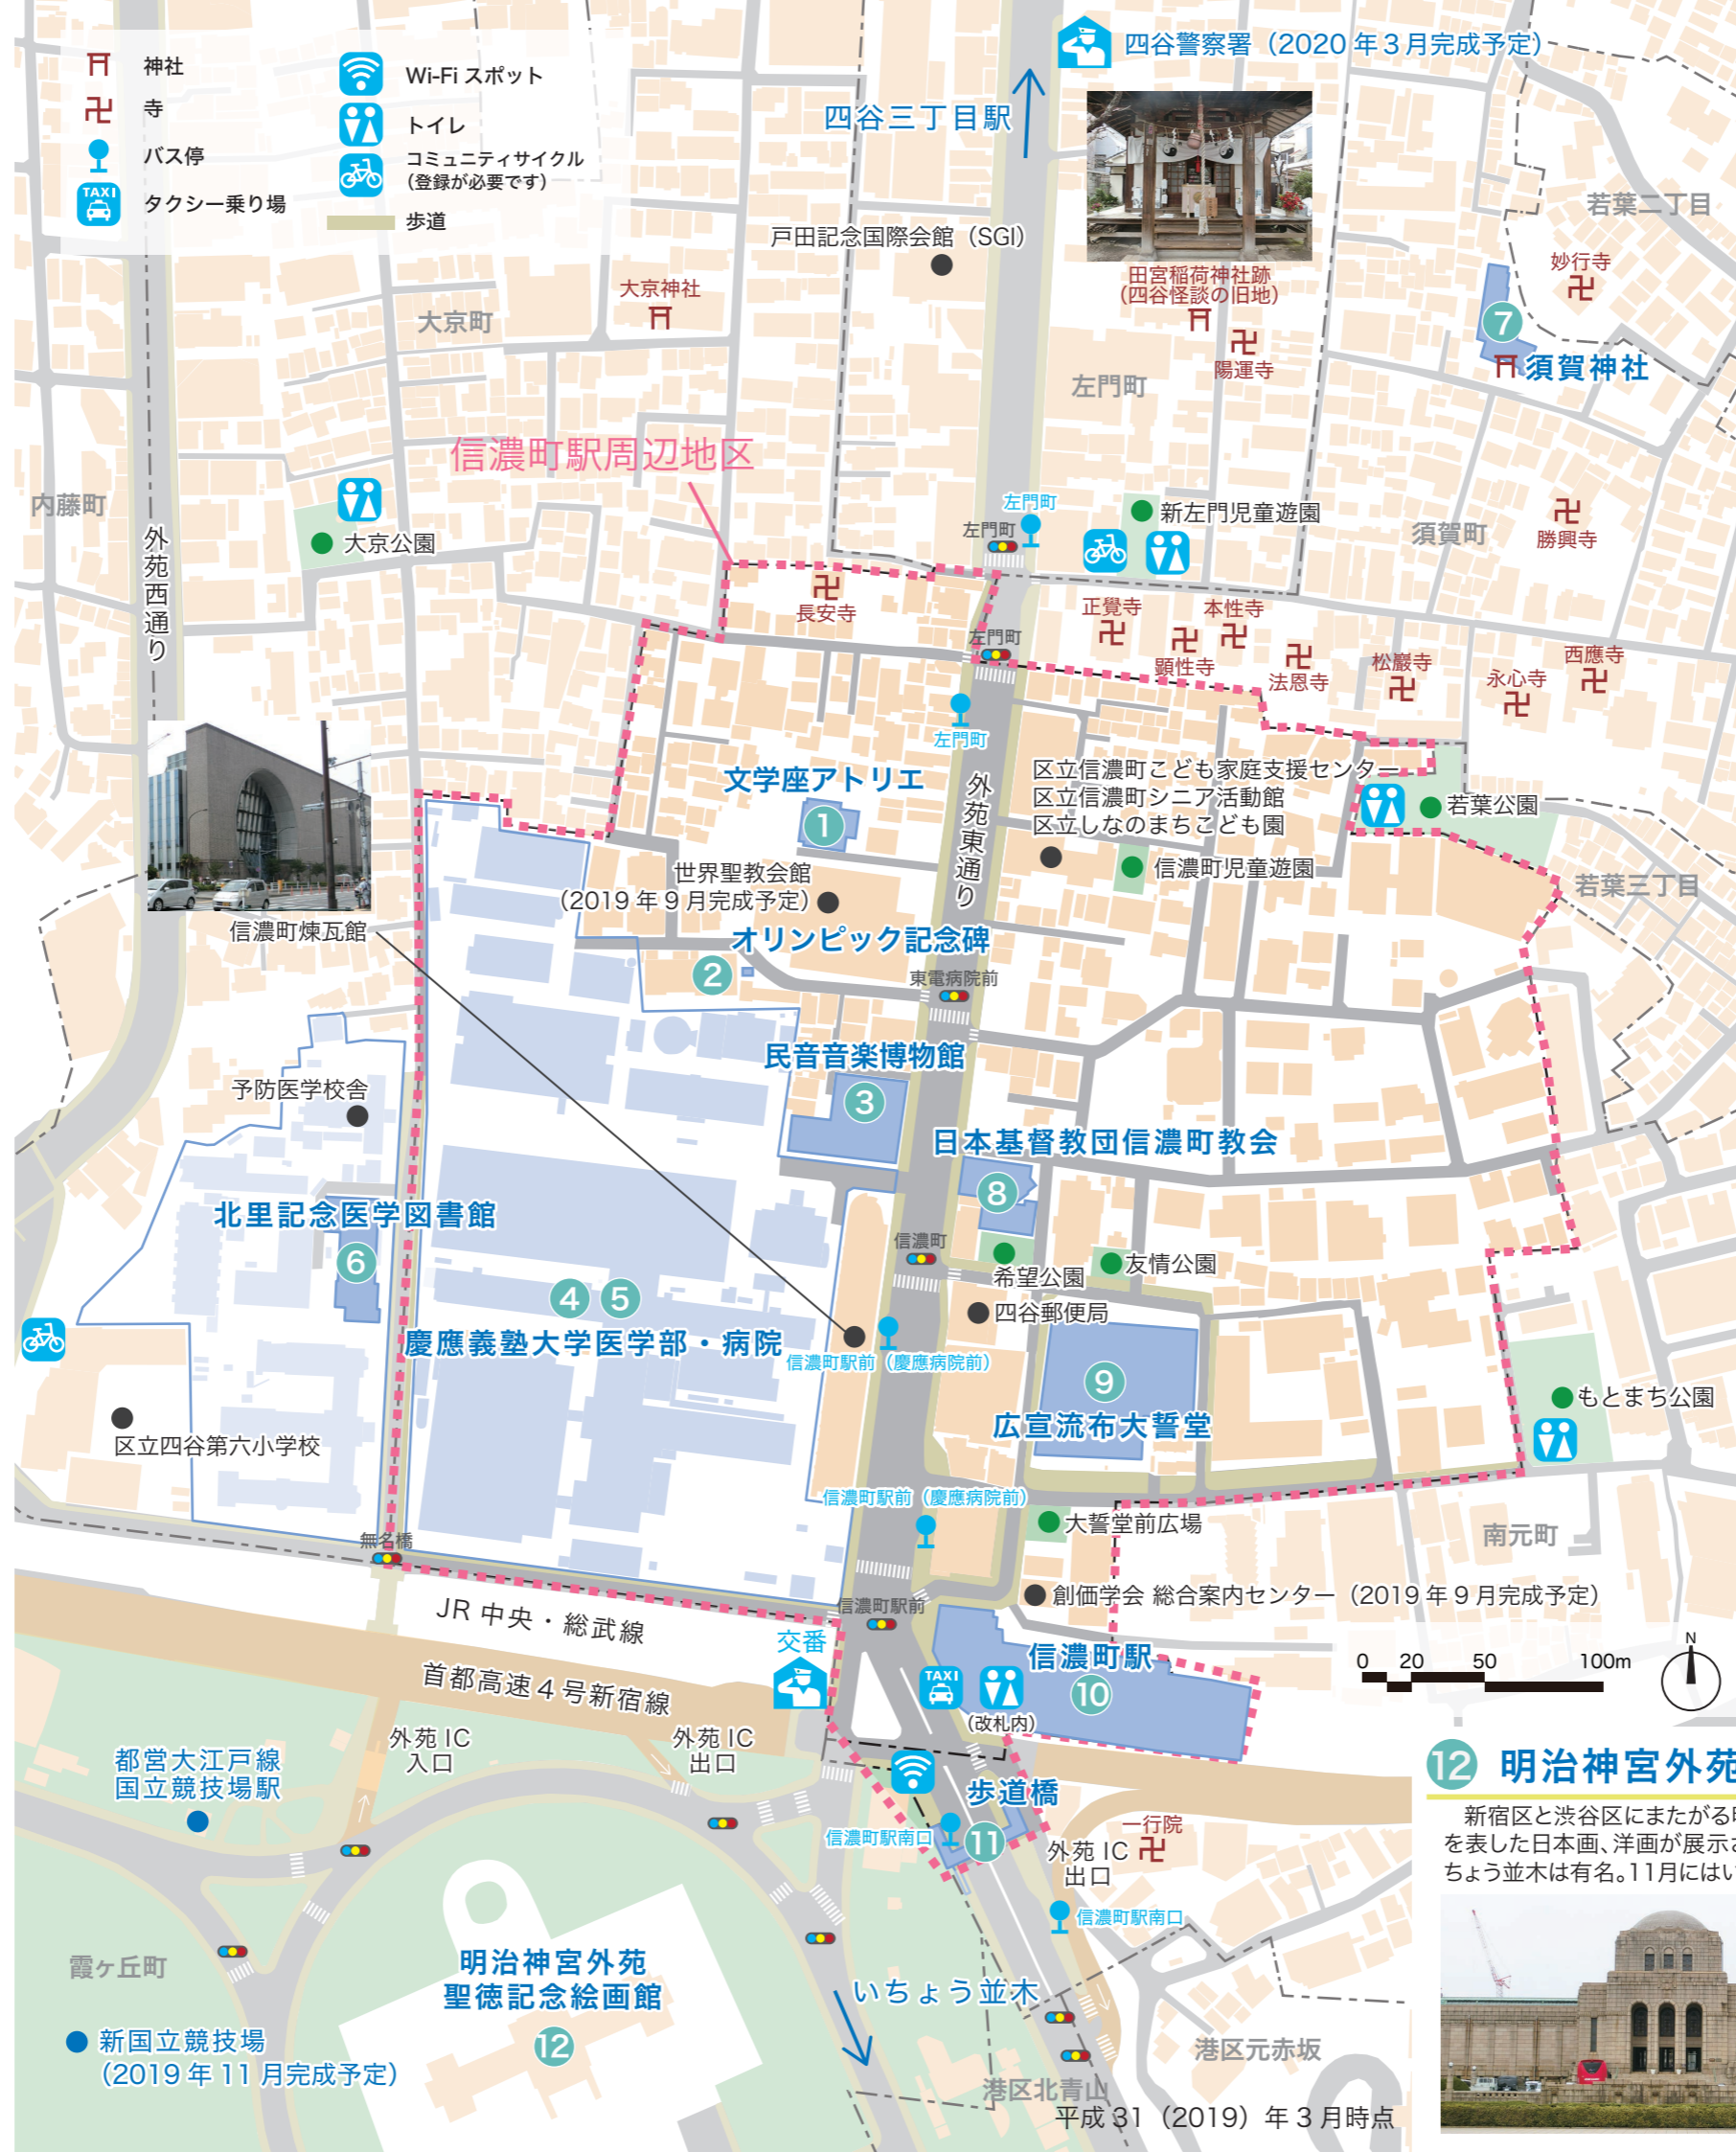 神社
寺
バス停
TAXI
タクシー乗り場
Wi-Fi スポット
トイレ
コミュニティサイクル
(登録が必要です)
歩道
四谷警察署（2020 年 3 月完成予定）
四谷三丁目駅
戸田記念国際会館（SGI）
田宮稲荷神社跡
(四谷怪談の旧地)
陽運寺
若葉二丁目
妙行寺
7
須賀神社
大京神社
大京町
左門町
信濃町駅周辺地区
内藤町
外苑西通り
大京公園
左門町
左門町
新左門児童遊園
須賀町
勝興寺
長安寺
左門町
正覺寺
本性寺
顕性寺
法恩寺
松巖寺
永心寺
西應寺
左門町
文学座アトリエ
1
外苑東通り
区立信濃町こども家庭支援センター
区立信濃町シニア活動館
区立しなのまちこども園
若葉公園
信濃町児童遊園
若葉三丁目
世界聖教会館
（2019 年 9 月完成予定）
信濃町煉瓦館
オリンピック記念碑
2
東電病院前
民音音楽博物館
3
予防医学校舎
日本基督教団信濃町教会
8
北里記念医学図書館
6
信濃町
希望公園
友情公園
4 5
慶應義塾大学医学部・病院
四谷郵便局
信濃町駅前（慶應病院前）
9
広宣流布大誓堂
もとまち公園
区立四谷第六小学校
信濃町駅前（慶應病院前）
大誓堂前広場
南元町
無名橋
創価学会 総合案内センター（2019 年 9 月完成予定）
JR 中央・総武線
信濃町駅前
交番
首都高速 4 号新宿線
TAXI
(改札内)
信濃町駅
10
0 20 50 100m
N
外苑 IC
入口
外苑 IC
出口
都営大江戸線
国立競技場駅
歩道橋
信濃町駅南口
11
一行院
外苑 IC
出口
信濃町駅南口
12 明治神宮外苑
新宿区と渋谷区にまたがる
を表した日本画、洋画が展示
ちょう並木は有名。11月には
霞ヶ丘町
明治神宮外苑
聖徳記念絵画館
12
いちょう並木
新国立競技場
（2019 年 11 月完成予定）
港区元赤坂
港区北青山
平成 31（2019）年 3 月時点